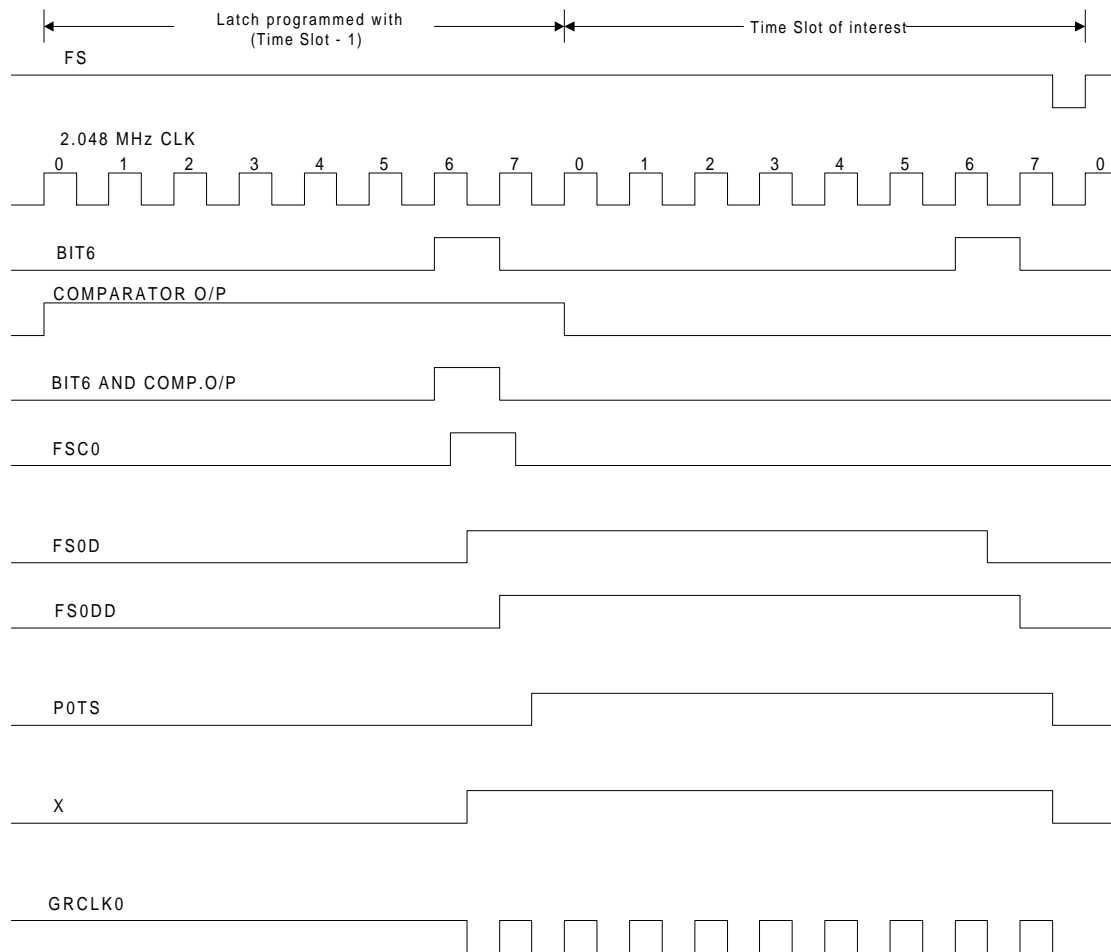 Latch programmed with
(Time Slot - 1)
Time Slot of interest
FS
2.048 MHz CLK
0 1 2 3 4 5 6 7 0 1 2 3 4 5 6 7 0
BIT6
COMPARATOR O/P
BIT6 AND COMP.O/P
FSC0
FS0D
FS0DD
P0TS
X
GRCLK0